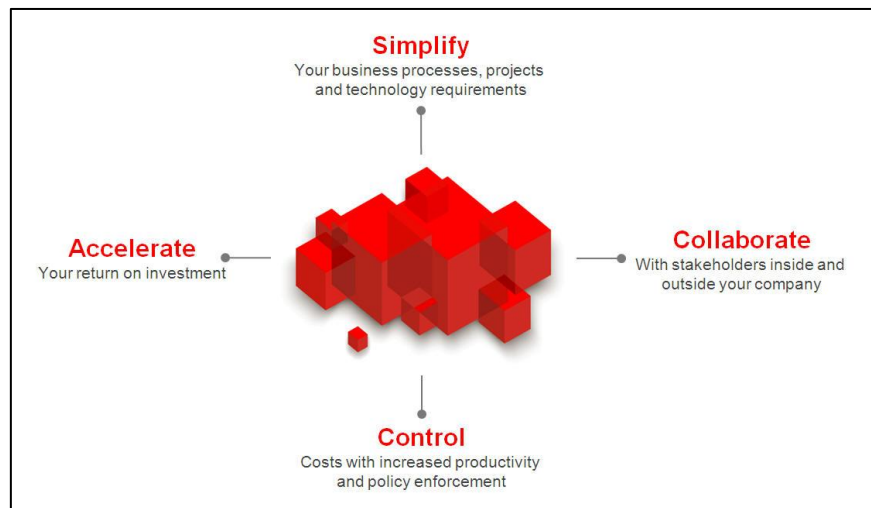 Simplify
Your business processes, projects
and technology requirements
Accelerate
Your return on investment
Collaborate
With stakeholders inside and
outside your company
Control
Costs with increased productivity
and policy enforcement